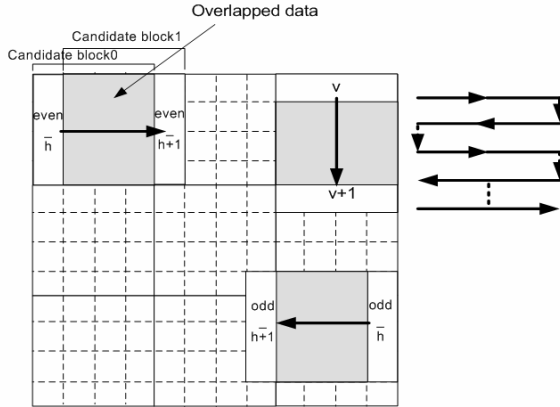 Overlapped data
Candidate block1
Candidate block0
even
h̅
even
h̅+1
v
v+1
odd
h̅+1
odd
h̅